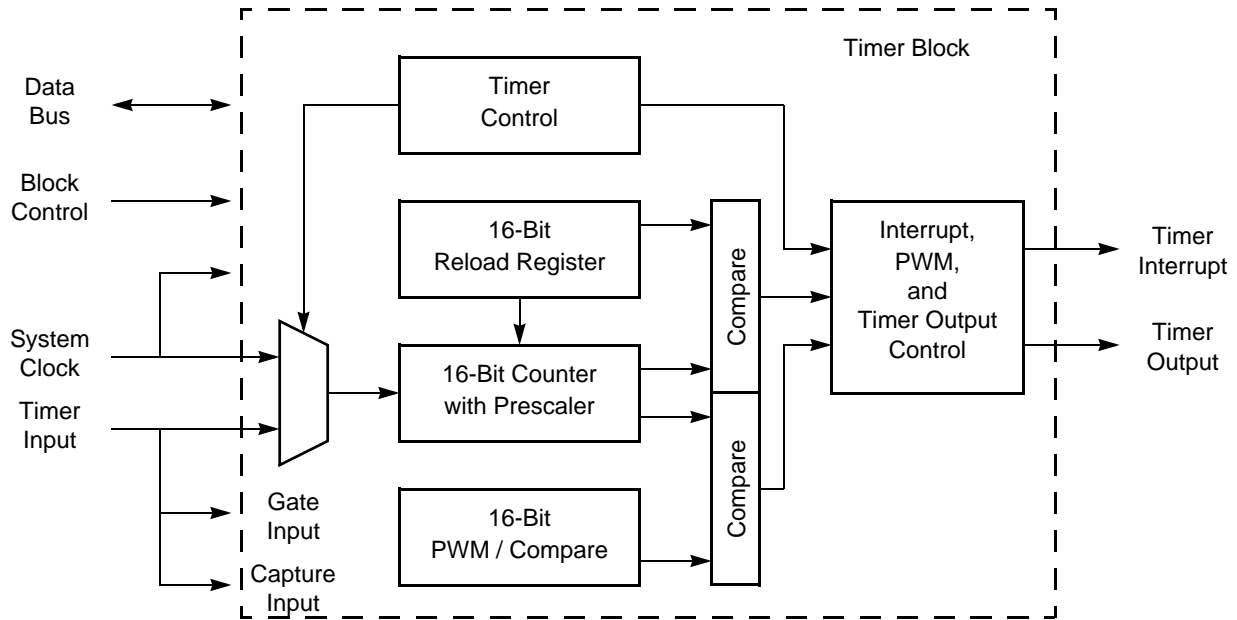 Timer Block
Data
Bus
Timer
Control
Block
Control
16-Bit
Reload Register
Compare
Interrupt,
PWM,
and
Timer Output
Control
Timer
Interrupt
System
Clock
16-Bit Counter
with Prescaler
Timer
Output
Timer
Input
Compare
Gate
Input
16-Bit
PWM / Compare
Capture
Input